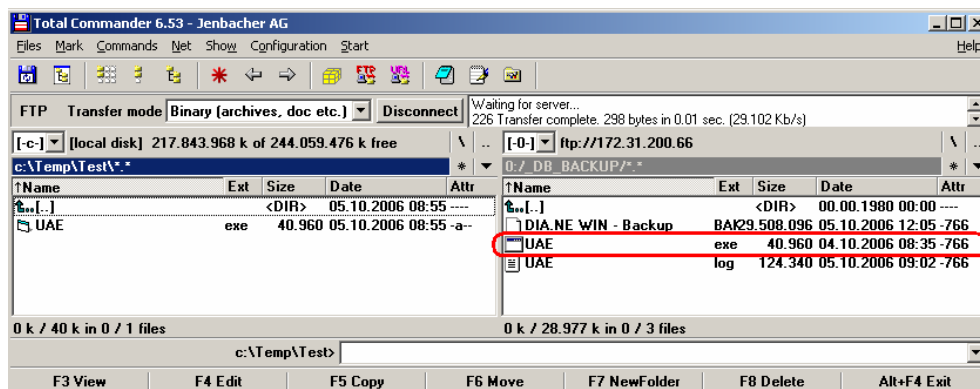 Total Commander 6.53 - Jenbacher AG
Files Mark Commands Net Show Configuration Start Help
FTP Transfer mode Binary (archives, doc etc.) Disconnect Waiting for server...
226 Transfer complete. 298 bytes in 0.01 sec. (29.102 Kb/s)
[-c-] [local disk] 217.843.968 k of 244.059.476 k free \ .. [-0-] ftp://172.31.200.66 \ ..
c:\Temp\Test\*.* * 0:/_DB_BACKUP/*.* *
↑Name Ext Size Date Attr ↑Name Ext Size Date Attr
[..] <DIR> 05.10.2006 08:55 ---- [..] <DIR> 00.00.1980 00:00 ----
UAE exe 40.960 05.10.2006 08:55 -a-- DIA.NE WIN - Backup BAK 29.508.096 05.10.2006 12:05 -766
UAE exe 40.960 04.10.2006 08:35 -766
UAE log 124.340 05.10.2006 09:02 -766
0 k / 40 k in 0 / 1 files 0 k / 28.977 k in 0 / 3 files
c:\Temp\Test>
F3 View F4 Edit F5 Copy F6 Move F7 NewFolder F8 Delete Alt+F4 Exit